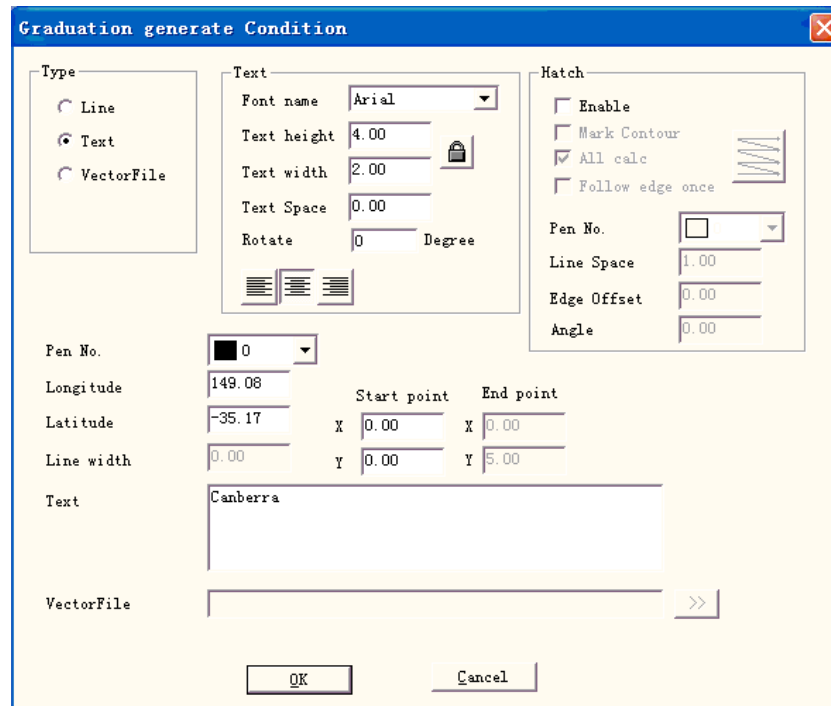 Graduation generate Condition
Type
Line
Text
VectorFile
Text
Font name Arial
Text height 4.00
Text width 2.00
Text Space 0.00
Rotate 0 Degree
Hatch
Enable
Mark Contour
All calc
Follow edge once
Pen No.
Line Space 1.00
Edge Offset 0.00
Angle 0.00
Pen No. 0
Longitude 149.08
Latitude -35.17
Line width 0.00
Start point End point
X 0.00 X 0.00
Y 0.00 Y 5.00
Text Canberra
VectorFile >>
OK Cancel